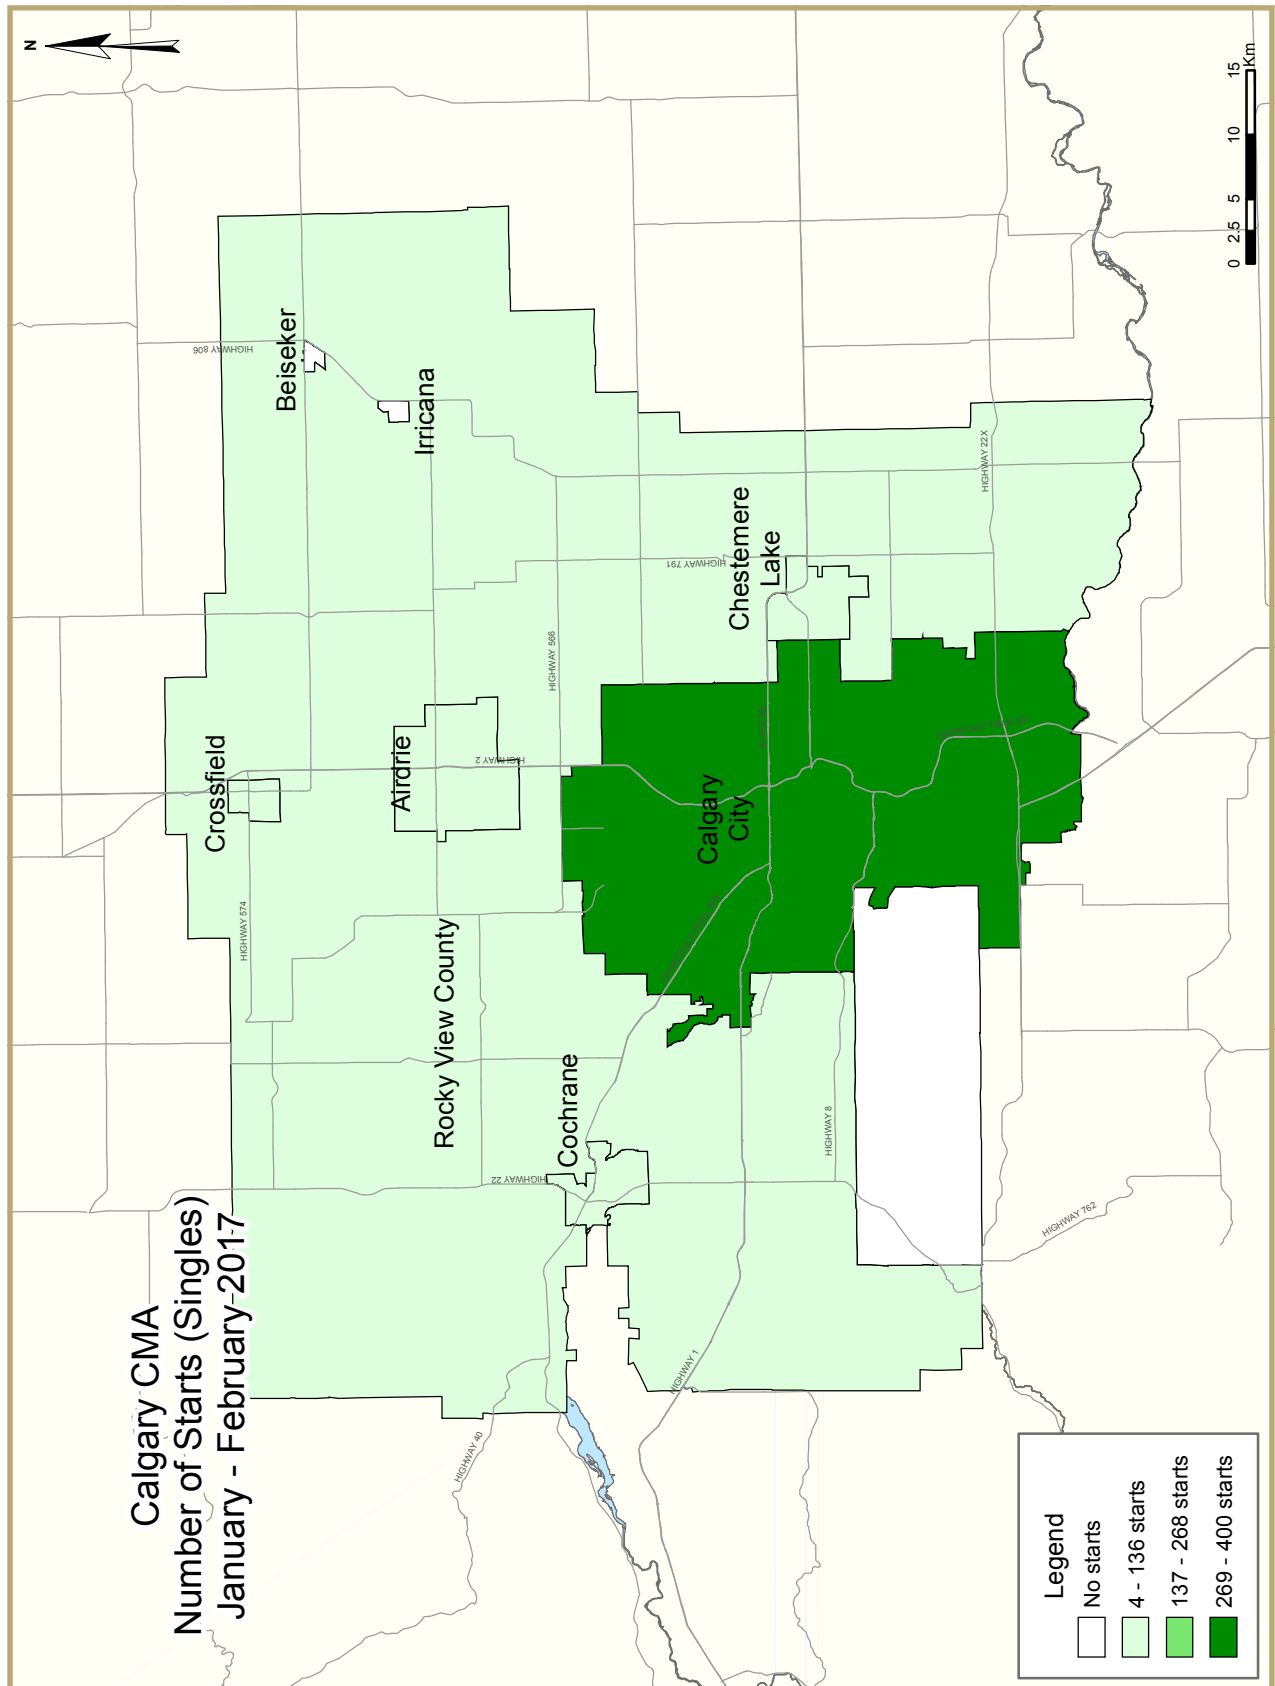 Calgary CMA
Number of Starts (Singles)
January - February 2017
N
Crossfield
Beiseker
Irricana
Airdrie
Rocky View County
Cochrane
Calgary
City
Chestemere
Lake
HIGHWAY 574
HIGHWAY 806
HIGHWAY 2
HIGHWAY 566
HIGHWAY 791
HIGHWAY 22X
HIGHWAY 22
HIGHWAY 8
HIGHWAY 40
HIGHWAY 1
HIGHWAY 762
Legend
No starts
4 - 136 starts
137 - 268 starts
269 - 400 starts
0 2.5 5 10 15
Km